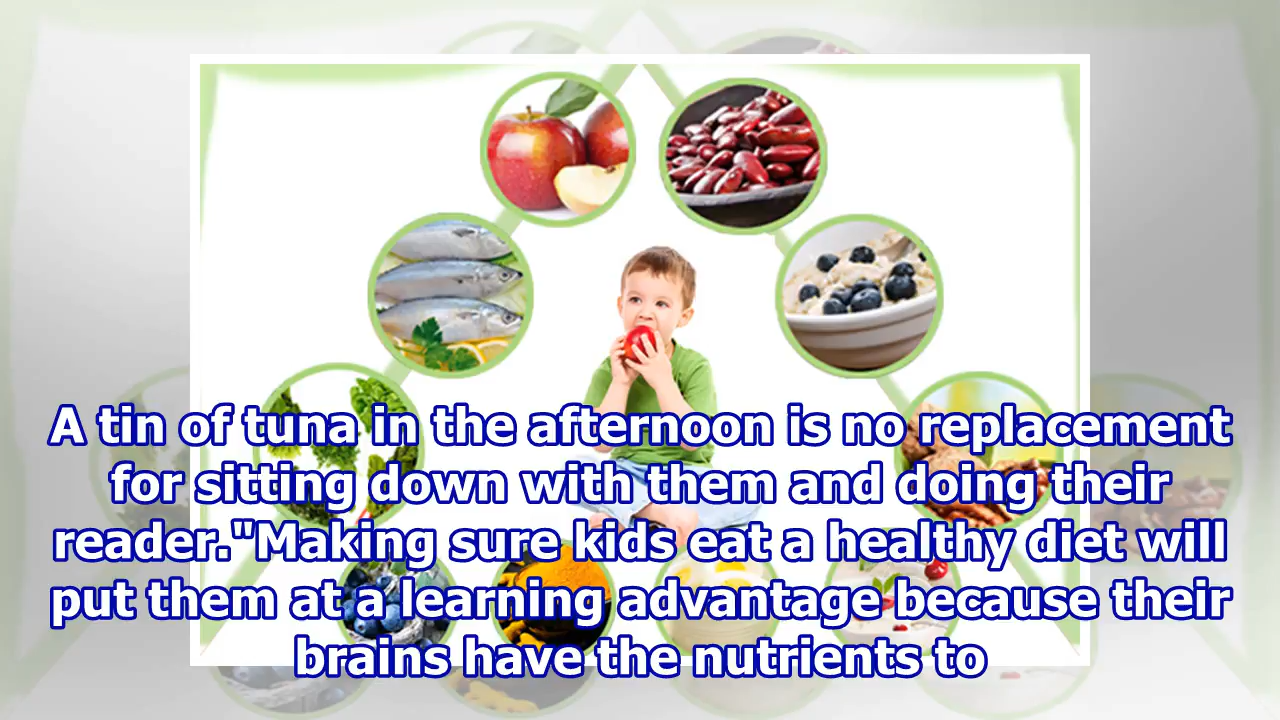 A tin of tuna in the afternoon is no replacement
for sitting down with them and doing their
reader."Making sure kids eat a healthy diet will
put them at a learning advantage because their
brains have the nutrients to